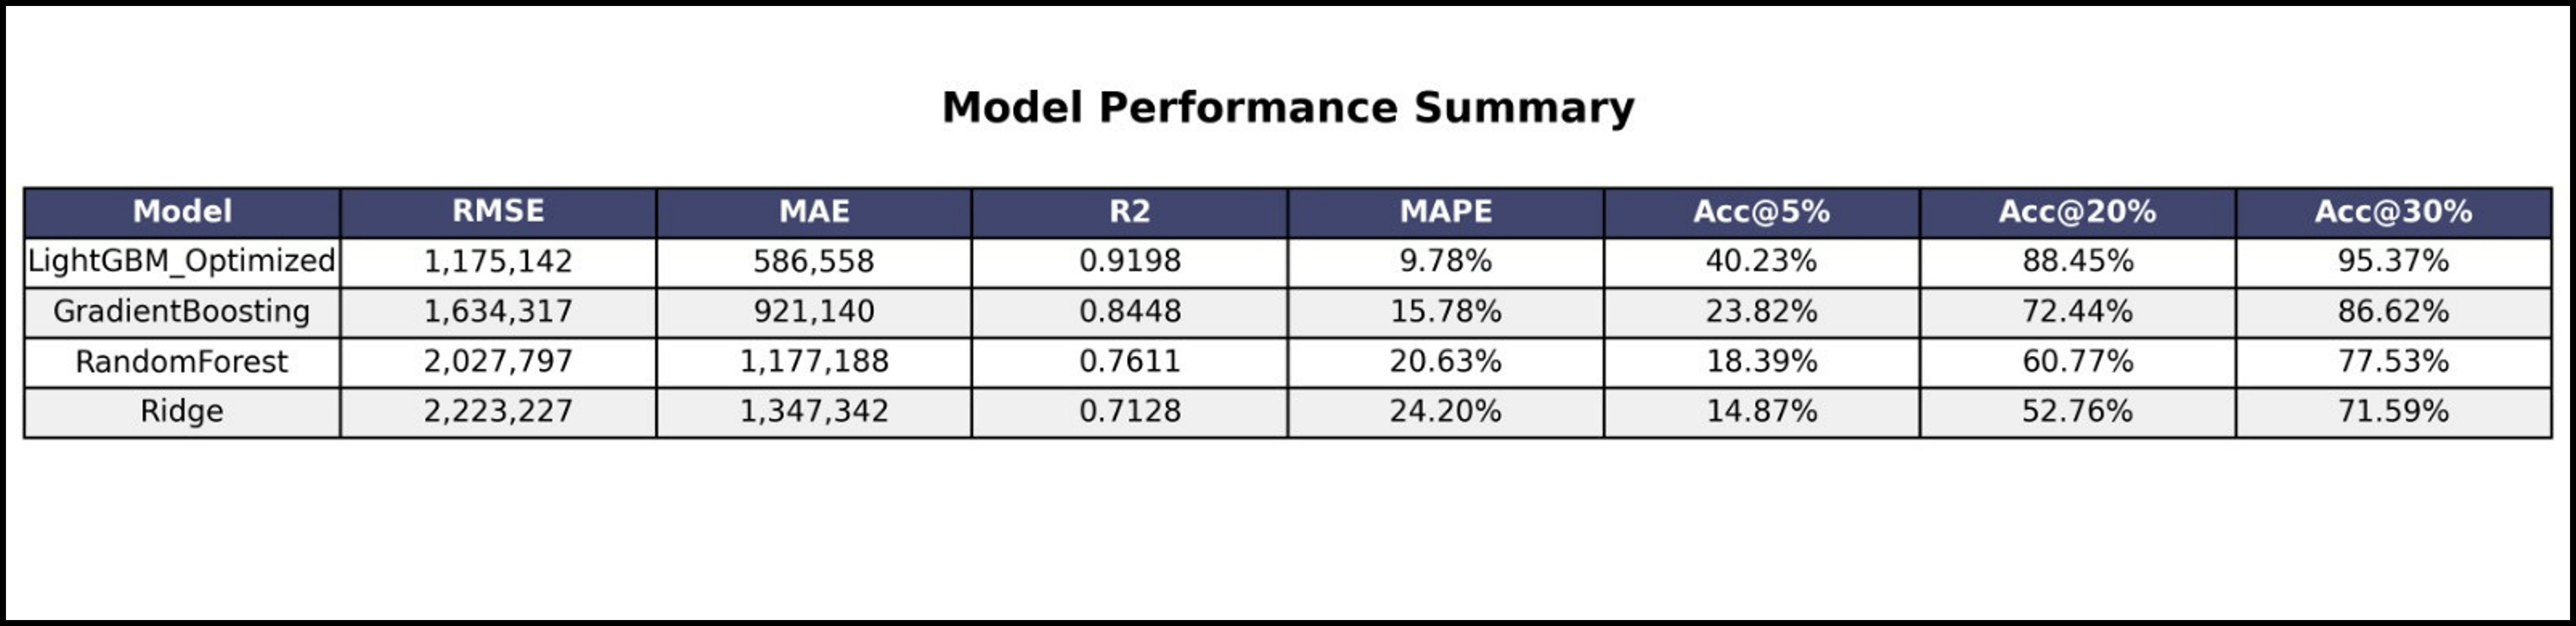 Model Performance Summary
Model RMSE MAE R2 MAPE Acc@5% Acc@20% Acc@30%
LightGBM_Optimized 1,175,142 586,558 0.9198 9.78% 40.23% 88.45% 95.37%
GradientBoosting 1,634,317 921,140 0.8448 15.78% 23.82% 72.44% 86.62%
RandomForest 2,027,797 1,177,188 0.7611 20.63% 18.39% 60.77% 77.53%
Ridge 2,223,227 1,347,342 0.7128 24.20% 14.87% 52.76% 71.59%